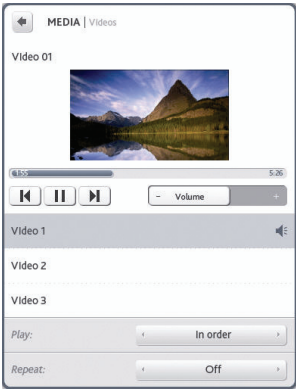 MEDIA | Videos
Video 01
1:55 5:26
- Volume +
Video 1
Video 2
Video 3
Play: In order
Repeat: Off